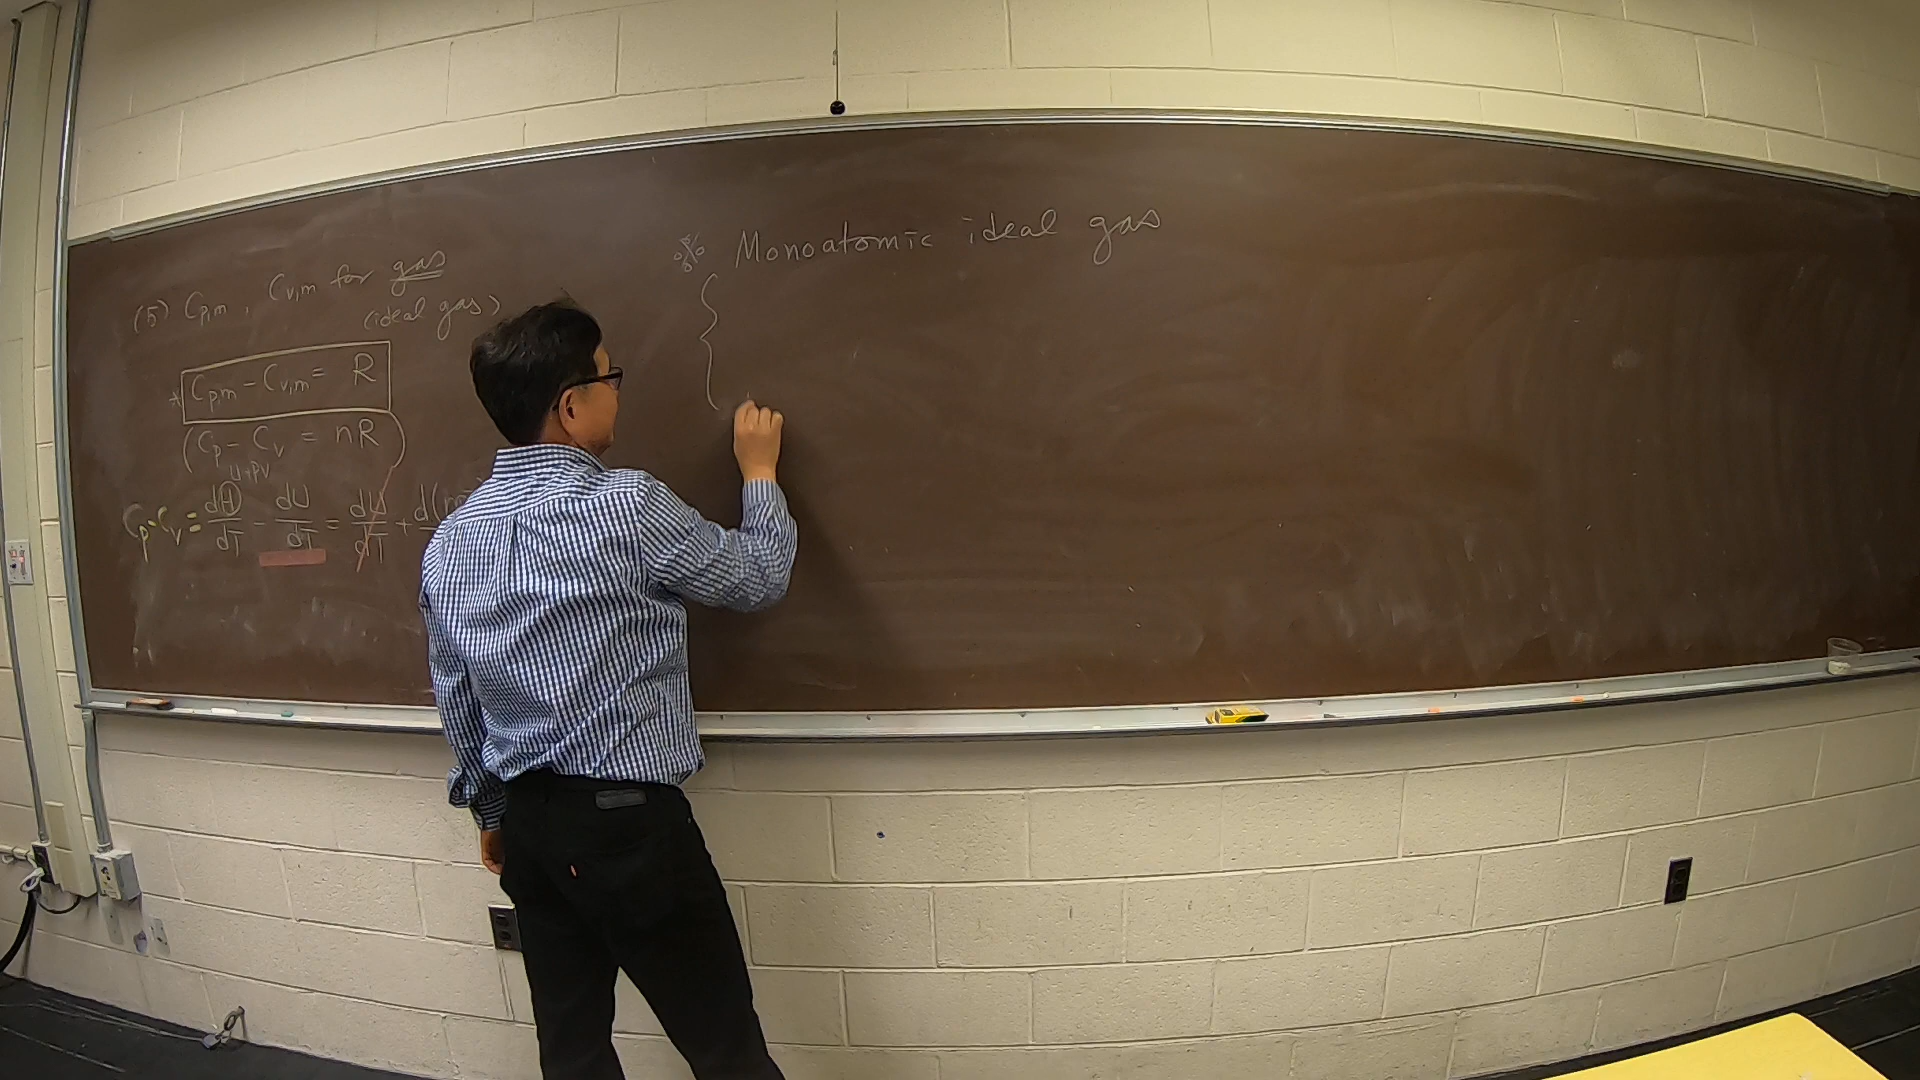 (5) Cp,m, Cv,m for gas
(ideal gas)
* Cp,m - Cv,m = R
(Cp - Cv = nR)
U+PV
Cp-Cv = dH/dT - dU/dT = dU/dT + d(n
※ Monoatomic ideal gas
{